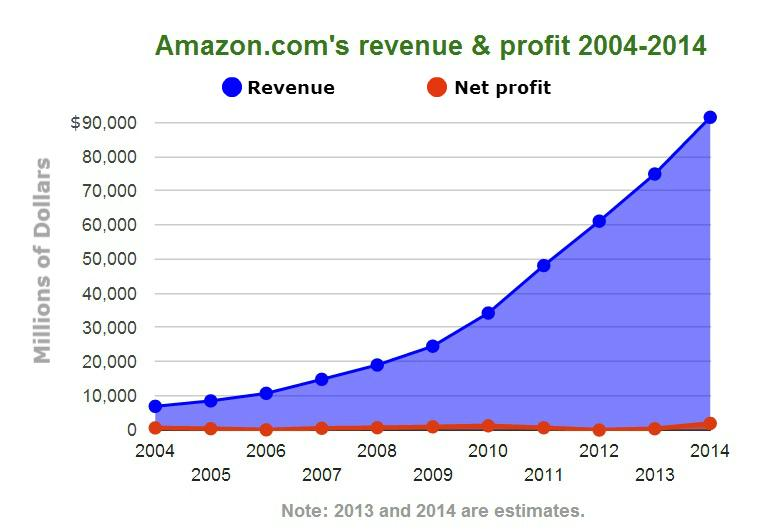 Amazon.com's revenue & profit 2004-2014
Revenue Net profit
Millions of Dollars
$90,000
80,000
70,000
60,000
50,000
40,000
30,000
20,000
10,000
0
2004 2006 2008 2010 2012 2014
2005 2007 2009 2011 2013
Note: 2013 and 2014 are estimates.